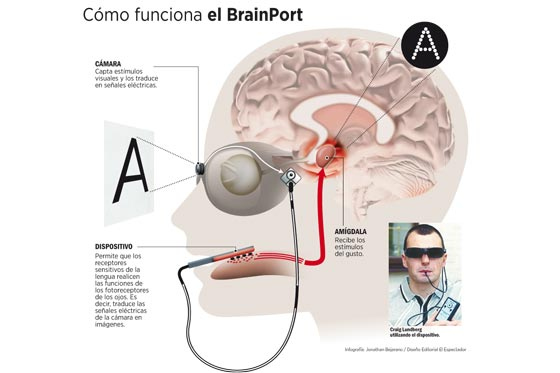 Cómo funciona el BrainPort
CÁMARA
Capta estímulos
visuales y los traduce
en señales eléctricas.
A
A
DISPOSITIVO
Permite que los
receptores
sensitivos de la
lengua realicen
las funciones de
los fotoreceptores
de los ojos. Es
decir, traduce las
señales eléctricas
de la cámara en
imágenes.
AMÍGDALA
Recibe los
estímulos
del gusto.
Craig Lundberg
utilizando el dispositivo.
Infografía: Jonathan Bejarano / Diseño Editorial El Espectador